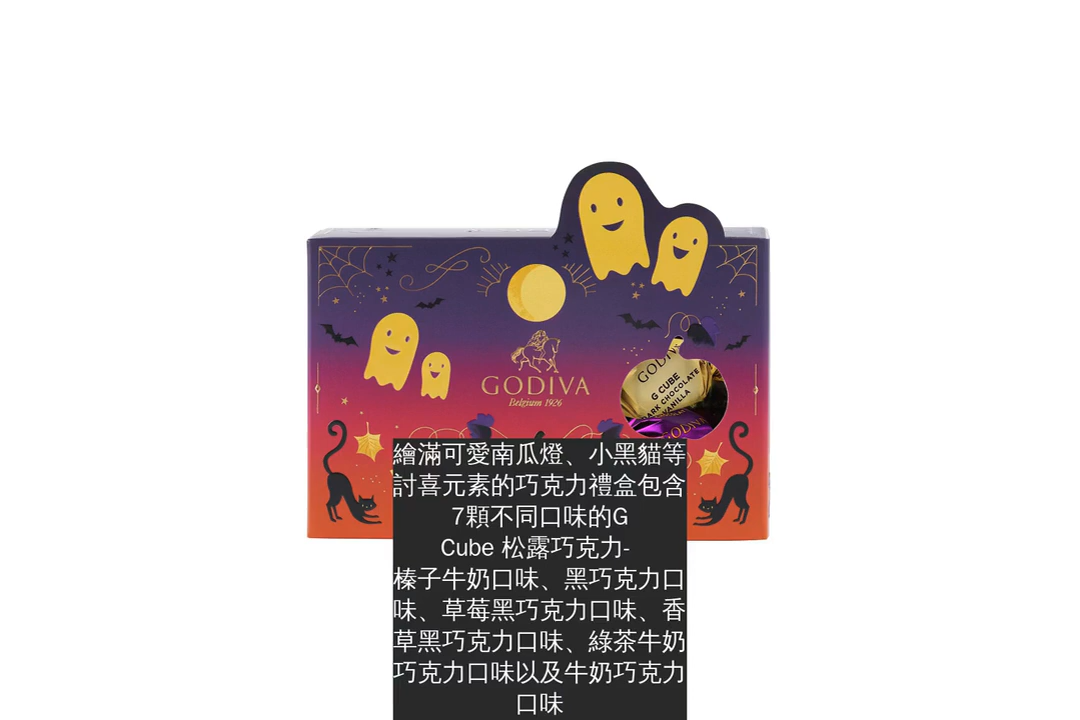 GODIVA
Belgium 1926
G CUBE
DARK CHOCOLATE
VANILLA
繪滿可愛南瓜燈、小黑貓等
討喜元素的巧克力禮盒包含
7顆不同口味的G
Cube 松露巧克力-
榛子牛奶口味、黑巧克力口
味、草莓黑巧克力口味、香
草黑巧克力口味、綠茶牛奶
巧克力口味以及牛奶巧克力
口味